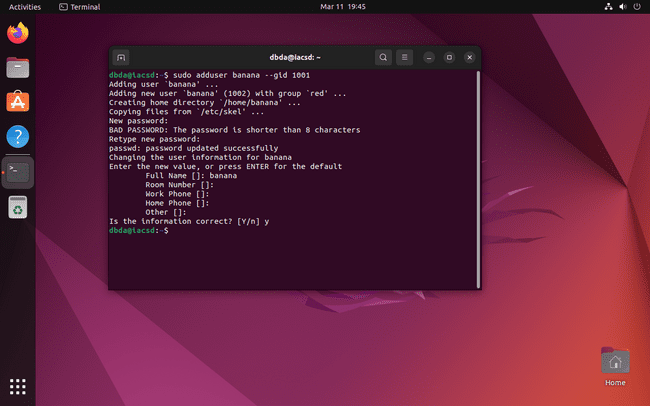 Activities
Terminal
Mar 11 19:45
dbda@iacsd: ~
dbda@iacsd:~$ sudo adduser banana --gid 1001
Adding user `banana' ...
Adding new user `banana' (1002) with group `red' ...
Creating home directory `/home/banana' ...
Copying files from `/etc/skel' ...
New password:
BAD PASSWORD: The password is shorter than 8 characters
Retype new password:
passwd: password updated successfully
Changing the user information for banana
Enter the new value, or press ENTER for the default
Full Name []: banana
Room Number []:
Work Phone []:
Home Phone []:
Other []:
Is the information correct? [Y/n] y
dbda@iacsd:~$
Home